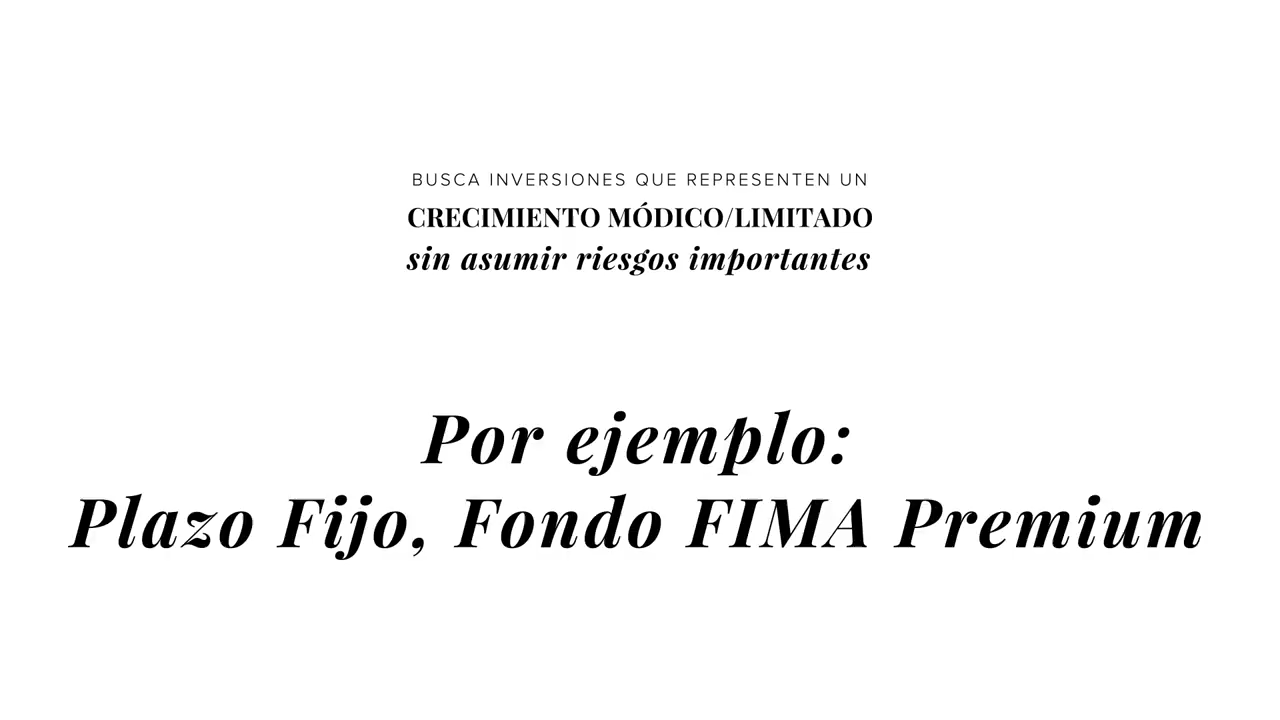 BUSCA INVERSIONES QUE REPRESENTEN UN
CRECIMIENTO MÓDICO/LIMITADO
sin asumir riesgos importantes
Por ejemplo:
Plazo Fijo, Fondo FIMA Premium